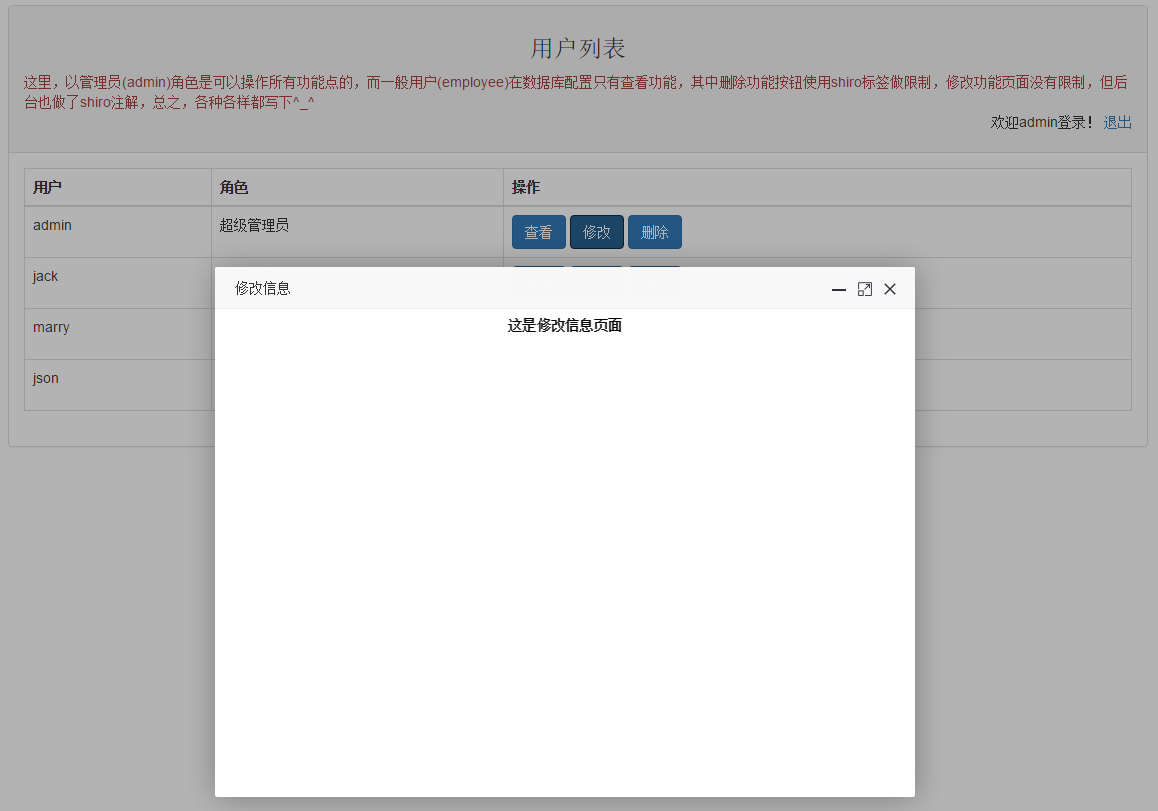 用户列表
这里，以管理员(admin)角色是可以操作所有功能点的，而一般用户(employee)在数据库配置只有查看功能，其中删除功能按钮使用shiro标签做限制，修改功能页面没有限制，但后
台也做了shiro注解，总之，各种各样都写下^_^
欢迎admin登录！ 退出
用户 角色 操作
admin 超级管理员 查看 修改 删除
jack
修改信息
这是修改信息页面
marry
json